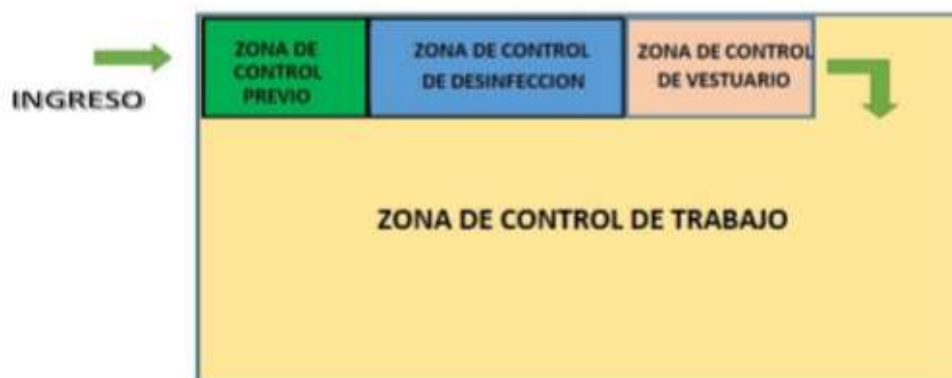 INGRESO
ZONA DE
CONTROL
PREVIO
ZONA DE CONTROL
DE DESINFECCION
ZONA DE CONTROL
DE VESTUARIO
ZONA DE CONTROL DE TRABAJO